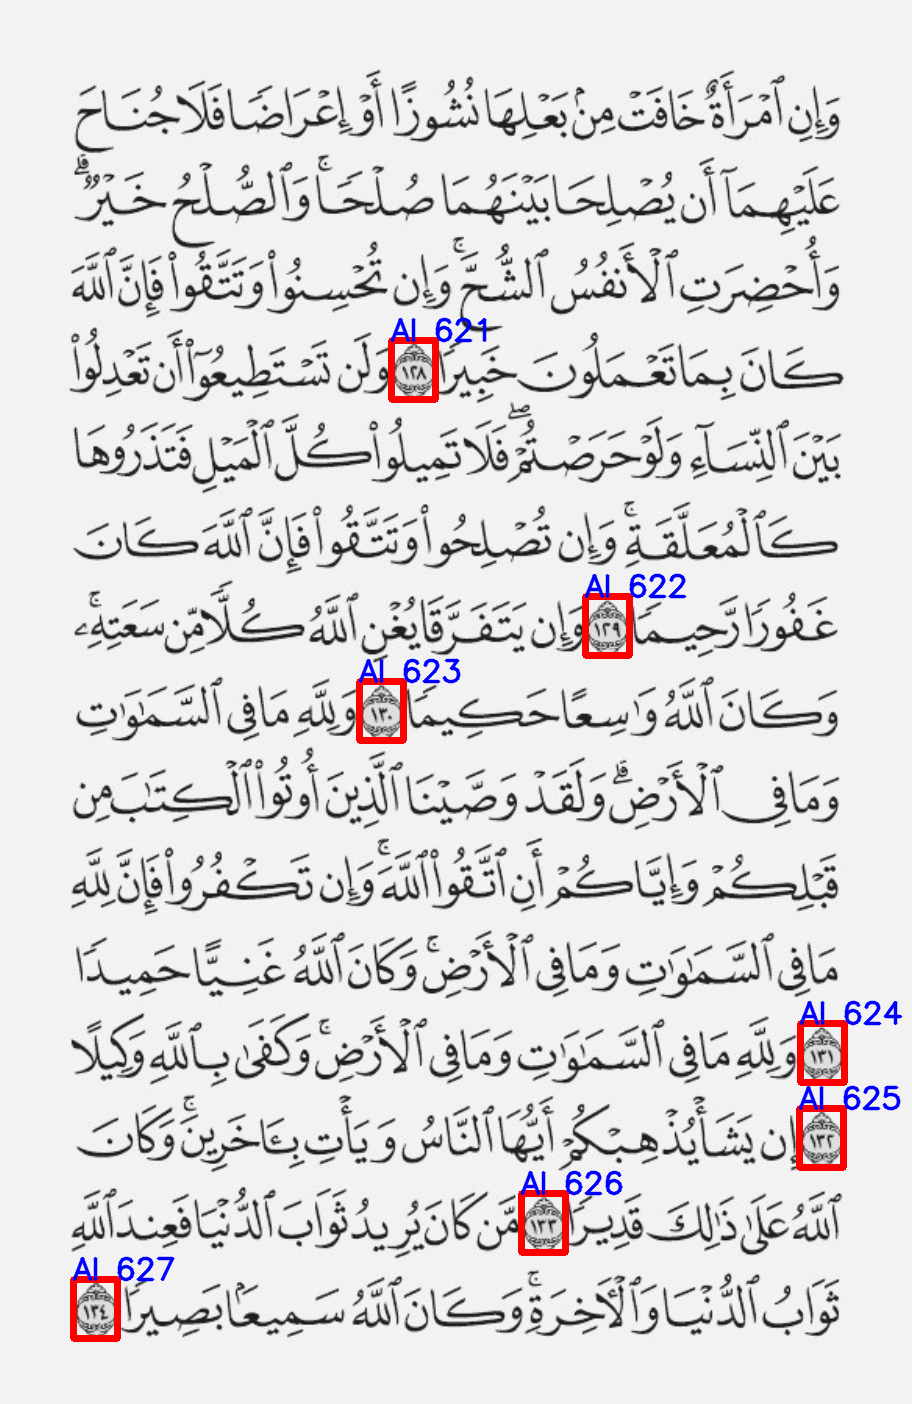 وَإِنِ ٱمْرَأَةٌ خَافَتْ مِنۢ بَعْلِهَا نُشُوزًا أَوْ إِعْرَاضًا فَلَا جُنَاحَ
عَلَيْهِمَآ أَن يُصْلِحَا بَيْنَهُمَا صُلْحًا ۚ وَٱلصُّلْحُ خَيْرٌ ۗ
وَأُحْضِرَتِ ٱلْأَنفُسُ ٱلشُّحَّ ۚ وَإِن تُحْسِنُوا۟ وَتَتَّقُوا۟ فَإِنَّ ٱللَّهَ
AI 621
كَانَ بِمَا تَعْمَلُونَ خَبِيرًا ١٢٨ وَلَن تَسْتَطِيعُوٓا۟ أَن تَعْدِلُوا۟
بَيْنَ ٱلنِّسَآءِ وَلَوْ حَرَصْتُمْ ۖ فَلَا تَمِيلُوا۟ كُلَّ ٱلْمَيْلِ فَتَذَرُوهَا
كَٱلْمُعَلَّقَةِ ۚ وَإِن تُصْلِحُوا۟ وَتَتَّقُوا۟ فَإِنَّ ٱللَّهَ كَانَ
AI 622
غَفُورًا رَّحِيمًا ١٢٩ وَإِن يَتَفَرَّقَا يُغْنِ ٱللَّهُ كُلًّا مِّن سَعَتِهِۦ ۚ
AI 623
وَكَانَ ٱللَّهُ وَٰسِعًا حَكِيمًا ١٣٠ وَلِلَّهِ مَا فِى ٱلسَّمَٰوَٰتِ
وَمَا فِى ٱلْأَرْضِ ۗ وَلَقَدْ وَصَّيْنَا ٱلَّذِينَ أُوتُوا۟ ٱلْكِتَٰبَ مِن
قَبْلِكُمْ وَإِيَّاكُمْ أَنِ ٱتَّقُوا۟ ٱللَّهَ ۚ وَإِن تَكْفُرُوا۟ فَإِنَّ لِلَّهِ
مَا فِى ٱلسَّمَٰوَٰتِ وَمَا فِى ٱلْأَرْضِ ۚ وَكَانَ ٱللَّهُ غَنِيًّا حَمِيدًا
AI 624
١٣١ وَلِلَّهِ مَا فِى ٱلسَّمَٰوَٰتِ وَمَا فِى ٱلْأَرْضِ ۚ وَكَفَىٰ بِٱللَّهِ وَكِيلًا
AI 625
١٣٢ إِن يَشَأْ يُذْهِبْكُمْ أَيُّهَا ٱلنَّاسُ وَيَأْتِ بِـَٔاخَرِينَ ۚ وَكَانَ
AI 626
ٱللَّهُ عَلَىٰ ذَٰلِكَ قَدِيرًا ١٣٣ مَّن كَانَ يُرِيدُ ثَوَابَ ٱلدُّنْيَا فَعِندَ ٱللَّهِ
AI 627
ثَوَابُ ٱلدُّنْيَا وَٱلْـَٔاخِرَةِ ۚ وَكَانَ ٱللَّهُ سَمِيعًۢا بَصِيرًا ١٣٤